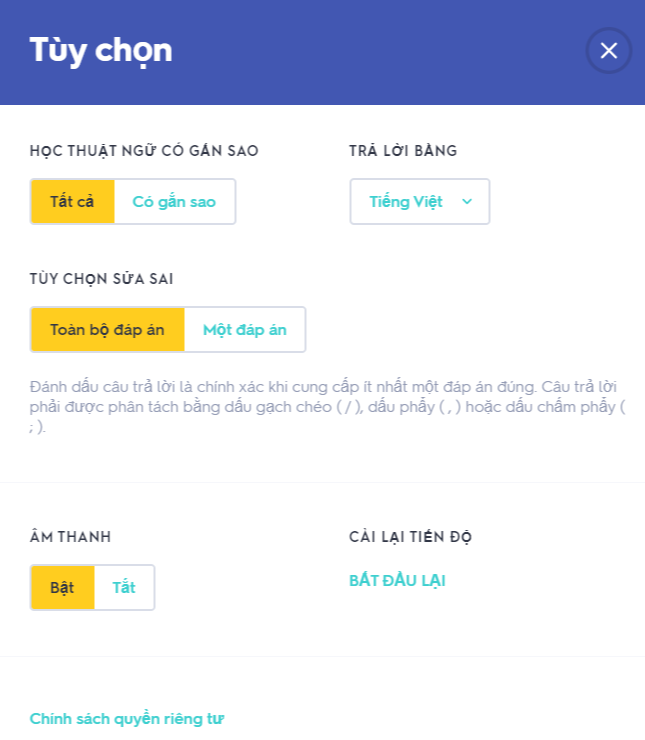 Tùy chọn
HỌC THUẬT NGỮ CÓ GẮN SAO
TRẢ LỜI BẰNG
Tất cả
Có gắn sao
Tiếng Việt
TÙY CHỌN SỬA SAI
Toàn bộ đáp án
Một đáp án
Đánh dấu câu trả lời là chính xác khi cung cấp ít nhất một đáp án đúng. Câu trả lời
phải được phân tách bằng dấu gạch chéo ( / ), dấu phẩy ( , ) hoặc dấu chấm phẩy (
; ).
ÂM THANH
CÀI LẠI TIẾN ĐỘ
Bật
Tắt
BẮT ĐẦU LẠI
Chính sách quyền riêng tư